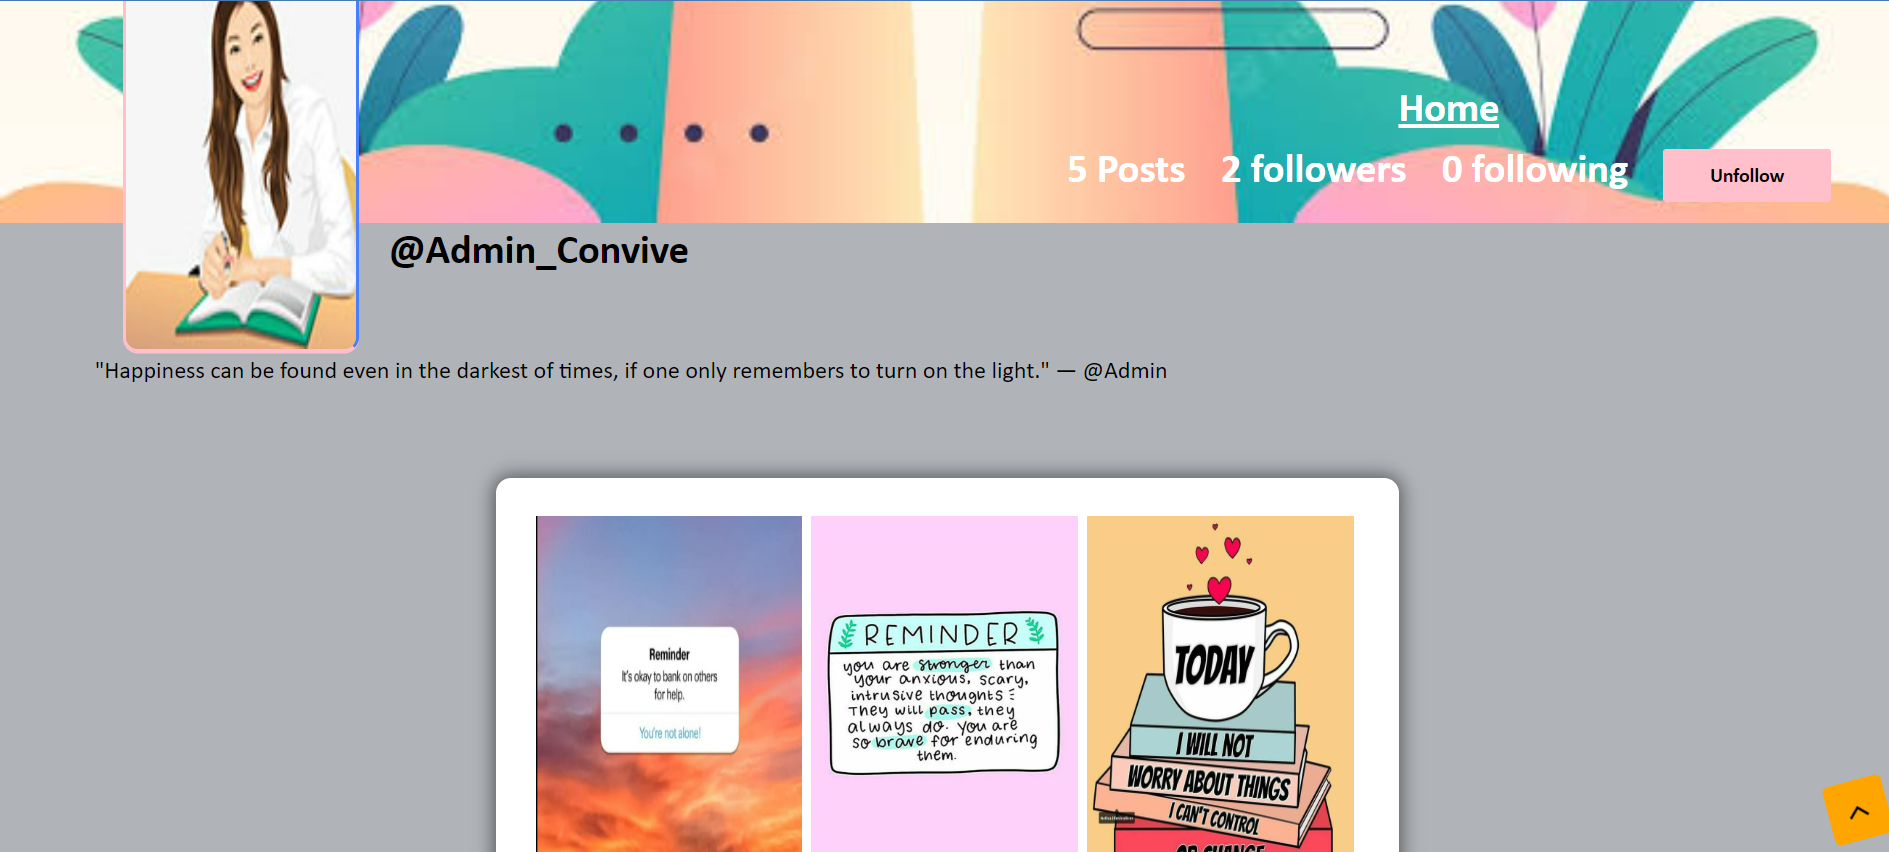 Home
5 Posts 2 followers 0 following Unfollow
@Admin_Convive
"Happiness can be found even in the darkest of times, if one only remembers to turn on the light." — @Admin
Reminder
It's okay to bank on others
for help.
You're not alone!
REMINDER
you are stronger than
your anxious, scary,
intrusive thoughts
They will pass, they
always do. you are
so brave for enduring
them.
TODAY
I WILL NOT
WORRY ABOUT THINGS
I CAN'T CONTROL
OR CHANGE